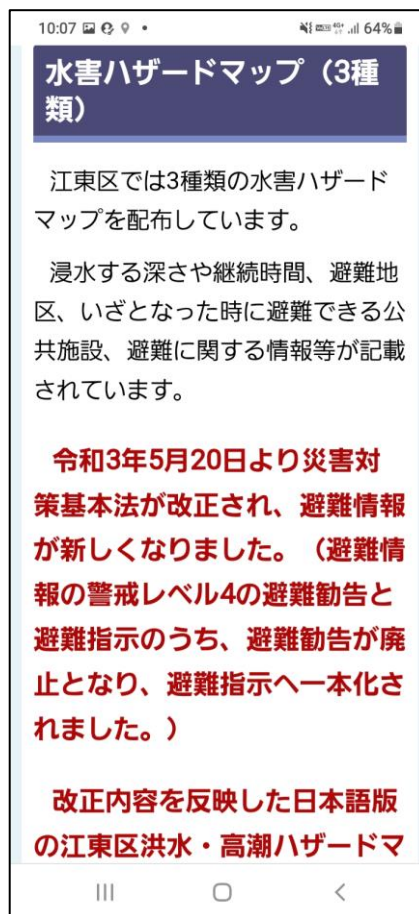 10:07 64%
水害ハザードマップ（3種
類）
江東区では3種類の水害ハザード
マップを配布しています。
浸水する深さや継続時間、避難地
区、いざとなった時に避難できる公
共施設、避難に関する情報等が記載
されています。
令和3年5月20日より災害対
策基本法が改正され、避難情報
が新しくなりました。（避難情
報の警戒レベル4の避難勧告と
避難指示のうち、避難勧告が廃
止となり、避難指示へ一本化さ
れました。）
改正内容を反映した日本語版
の江東区洪水・高潮ハザードマ